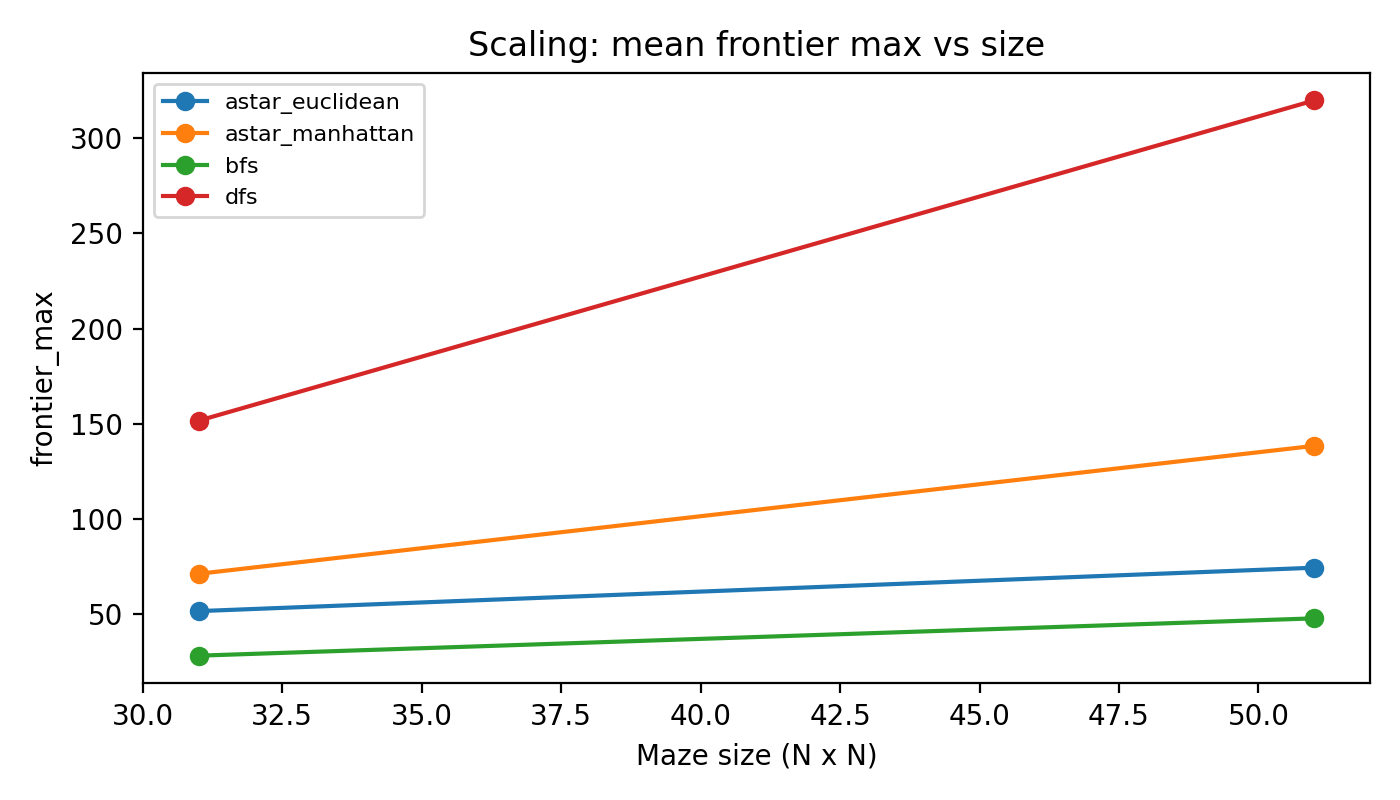 Scaling: mean frontier max vs size
astar_euclidean
astar_manhattan
bfs
dfs
frontier_max
300
250
200
150
100
50
30.0 32.5 35.0 37.5 40.0 42.5 45.0 47.5 50.0
Maze size (N x N)